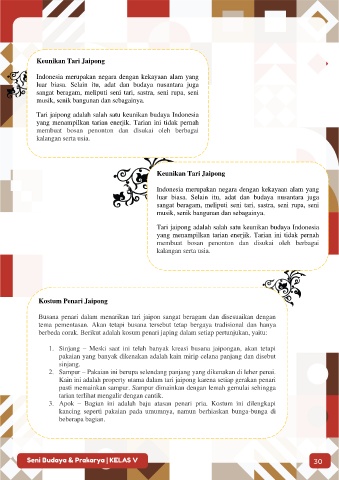 Keunikan Tari Jaipong
Indonesia merupakan negara dengan kekayaan alam yang
luar biasa. Selain itu, adat dan budaya nusantara juga
sangat beragam, meliputi seni tari, sastra, seni rupa, seni
musik, senik bangunan dan sebagainya.
Tari jaipong adalah salah satu keunikan budaya Indonesia
yang menampilkan tarian enerjik. Tarian ini tidak pernah
membuat bosan penonton dan disukai oleh berbagai
kalangan serta usia.
Keunikan Tari Jaipong
Indonesia merupakan negara dengan kekayaan alam yang
luar biasa. Selain itu, adat dan budaya nusantara juga
sangat beragam, meliputi seni tari, sastra, seni rupa, seni
musik, senik bangunan dan sebagainya.
Tari jaipong adalah salah satu keunikan budaya Indonesia
yang menampilkan tarian enerjik. Tarian ini tidak pernah
membuat bosan penonton dan disukai oleh berbagai
kalangan serta usia.
Kostum Penari Jaipong
Busana penari dalam menarikan tari jaipon sangat beragam dan disesuaikan dengan
tema pementasan. Akan tetapi busana tersebut tetap bergaya tradisional dan hanya
berbeda corak. Berikut adalah kostum penari japing dalam setiap pertunjukan, yaitu:
1. Sinjang – Meski saat ini telah banyak kreasi busana jaipongan, akan tetapi
pakaian yang banyak dikenakan adalah kain mirip celana panjang dan disebut
sinjang.
2. Sampur – Pakaian ini berupa selendang panjang yang dikenakan di leher penai.
Kain ini adalah property utama dalam tari jaipong karena setiap gerakan penari
pasti memainkan sampur. Sampur dimainkan dengan lemah gemulai sehingga
tarian terlihat mengalir dengan cantik.
3. Apok – Bagian ini adalah baju atasan penari pria. Kostum ini dilengkapi
kancing seperti pakaian pada umumnya, namun berhiaskan bunga-bunga di
beberapa bagian.
Seni Budaya & Prakarya | KELAS V
30